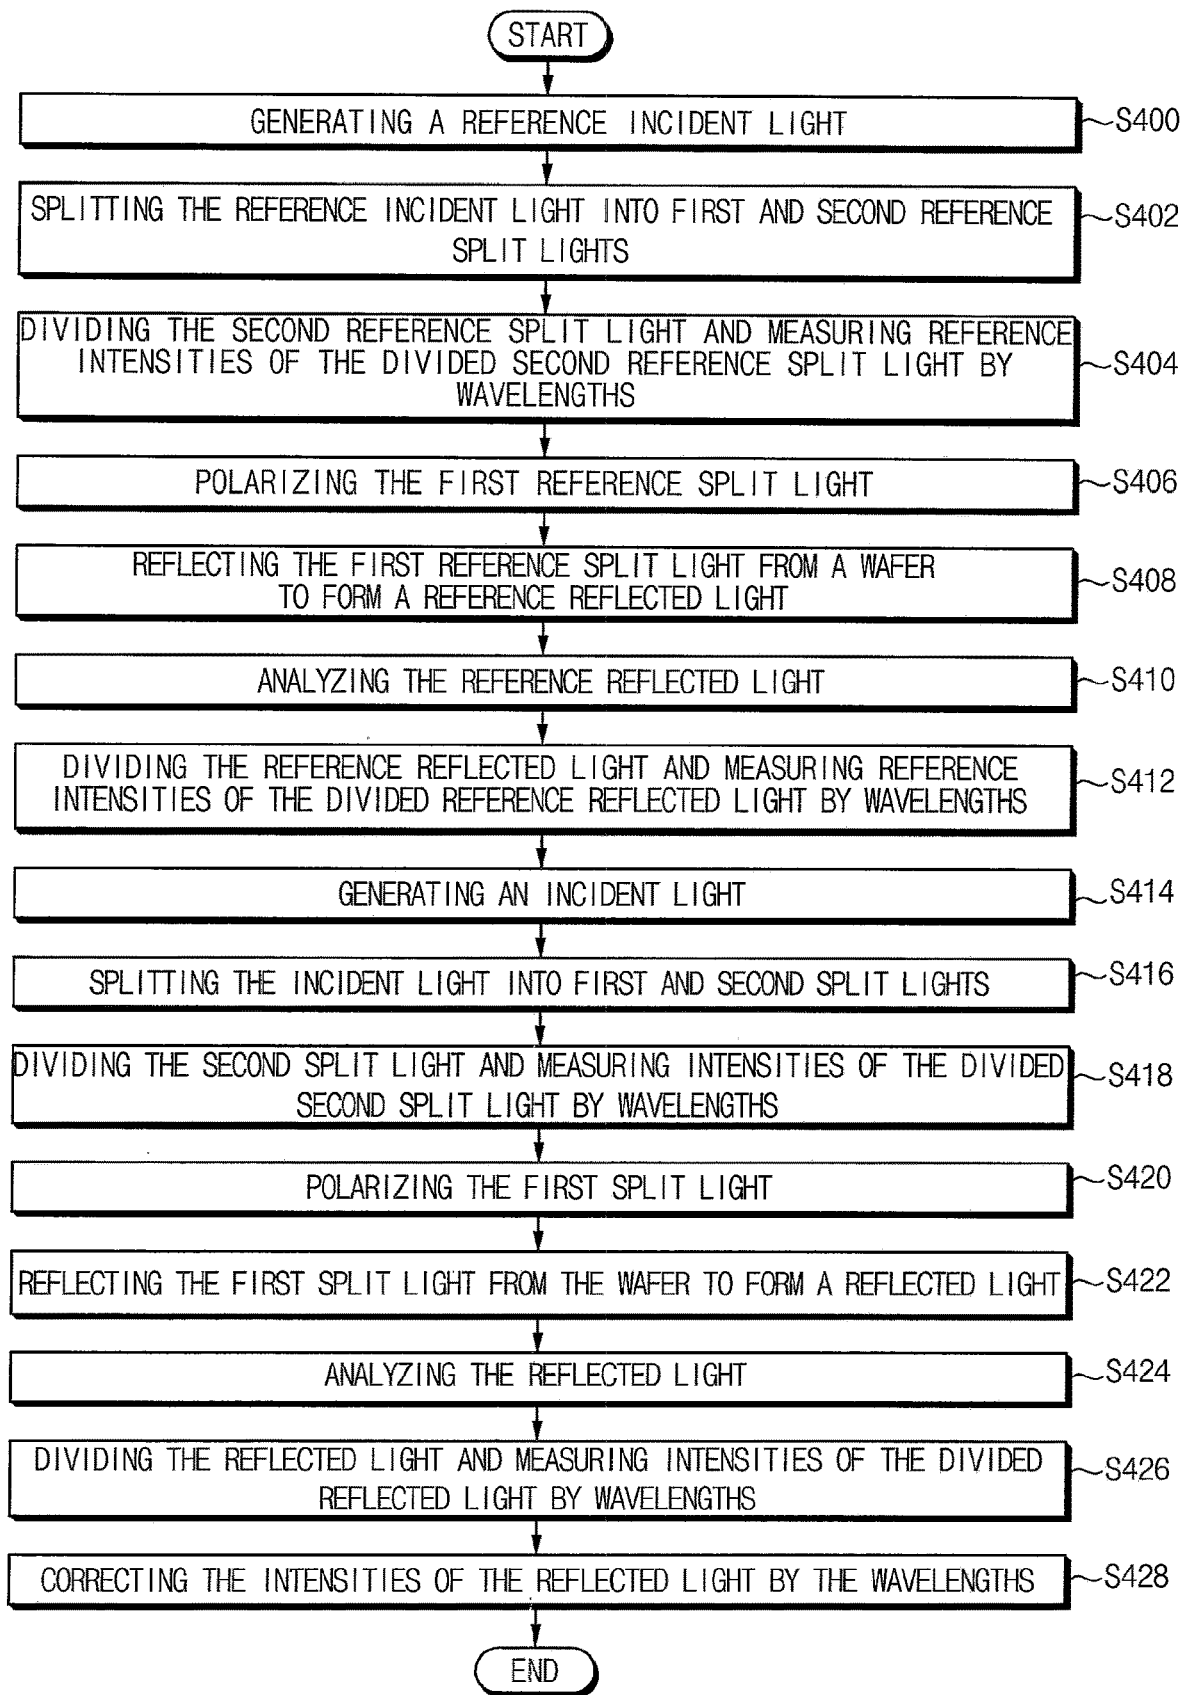 START
GENERATING A REFERENCE INCIDENT LIGHT
S400
SPLITTING THE REFERENCE INCIDENT LIGHT INTO FIRST AND SECOND REFERENCE
SPLIT LIGHTS
S402
DIVIDING THE SECOND REFERENCE SPLIT LIGHT AND MEASURING REFERENCE
INTENSITIES OF THE DIVIDED SECOND REFERENCE SPLIT LIGHT BY
WAVELENGTHS
S404
POLARIZING THE FIRST REFERENCE SPLIT LIGHT
S406
REFLECTING THE FIRST REFERENCE SPLIT LIGHT FROM A WAFER
TO FORM A REFERENCE REFLECTED LIGHT
S408
ANALYZING THE REFERENCE REFLECTED LIGHT
S410
DIVIDING THE REFERENCE REFLECTED LIGHT AND MEASURING REFERENCE
INTENSITIES OF THE DIVIDED REFERENCE REFLECTED LIGHT BY WAVELENGTHS
S412
GENERATING AN INCIDENT LIGHT
S414
SPLITTING THE INCIDENT LIGHT INTO FIRST AND SECOND SPLIT LIGHTS
S416
DIVIDING THE SECOND SPLIT LIGHT AND MEASURING INTENSITIES OF THE DIVIDED
SECOND SPLIT LIGHT BY WAVELENGTHS
S418
POLARIZING THE FIRST SPLIT LIGHT
S420
REFLECTING THE FIRST SPLIT LIGHT FROM THE WAFER TO FORM A REFLECTED LIGHT
S422
ANALYZING THE REFLECTED LIGHT
S424
DIVIDING THE REFLECTED LIGHT AND MEASURING INTENSITIES OF THE DIVIDED
REFLECTED LIGHT BY WAVELENGTHS
S426
CORRECTING THE INTENSITIES OF THE REFLECTED LIGHT BY THE WAVELENGTHS
S428
END